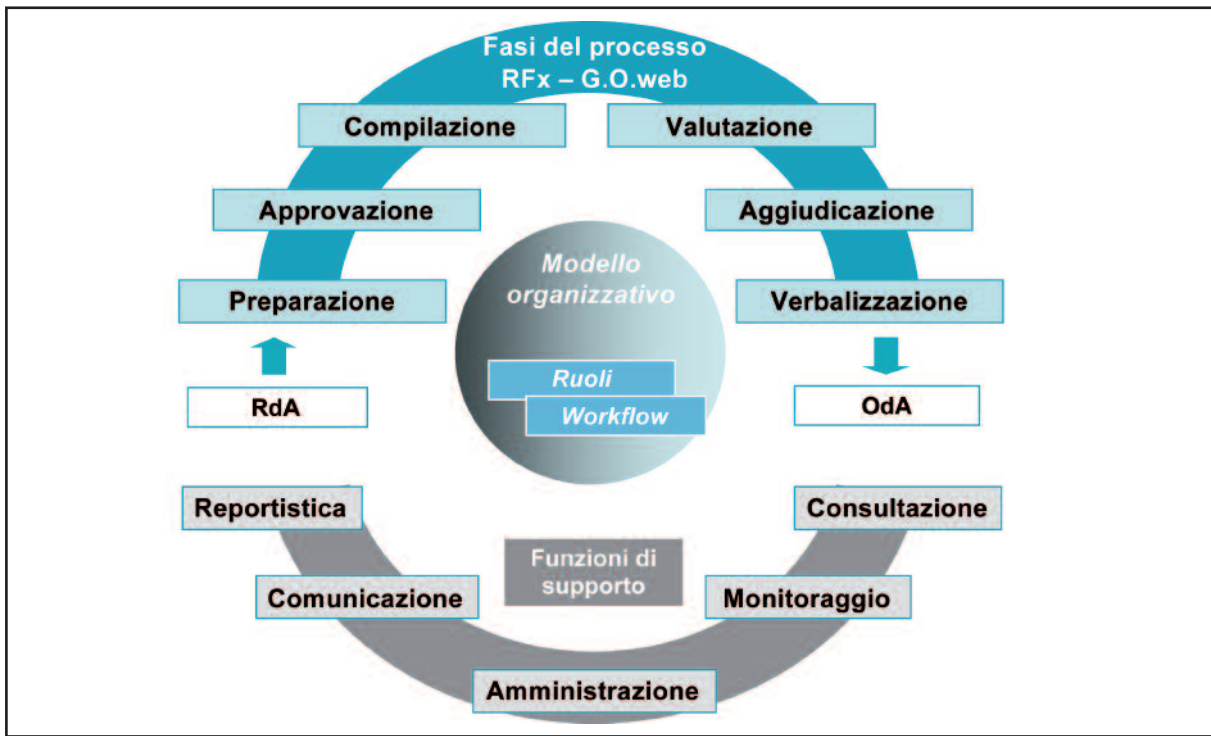 Fasi del processo
RFx – G.O.web
Compilazione
Valutazione
Approvazione
Aggiudicazione
Preparazione
Verbalizzazione
Modello
organizzativo
Ruoli
Workflow
RdA
OdA
Reportistica
Consultazione
Funzioni di
supporto
Comunicazione
Monitoraggio
Amministrazione